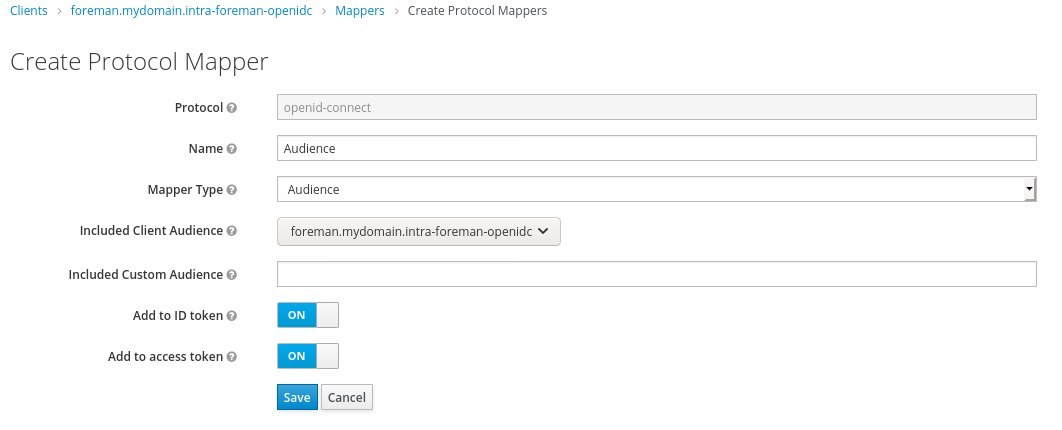 Clients > foreman.mydomain.intra-foreman-openidc > Mappers > Create Protocol Mappers
Create Protocol Mapper
Protocol openid-connect
Name Audience
Mapper Type Audience
Included Client Audience foreman.mydomain.intra-foreman-openidc
Included Custom Audience
Add to ID token ON
Add to access token ON
Save Cancel